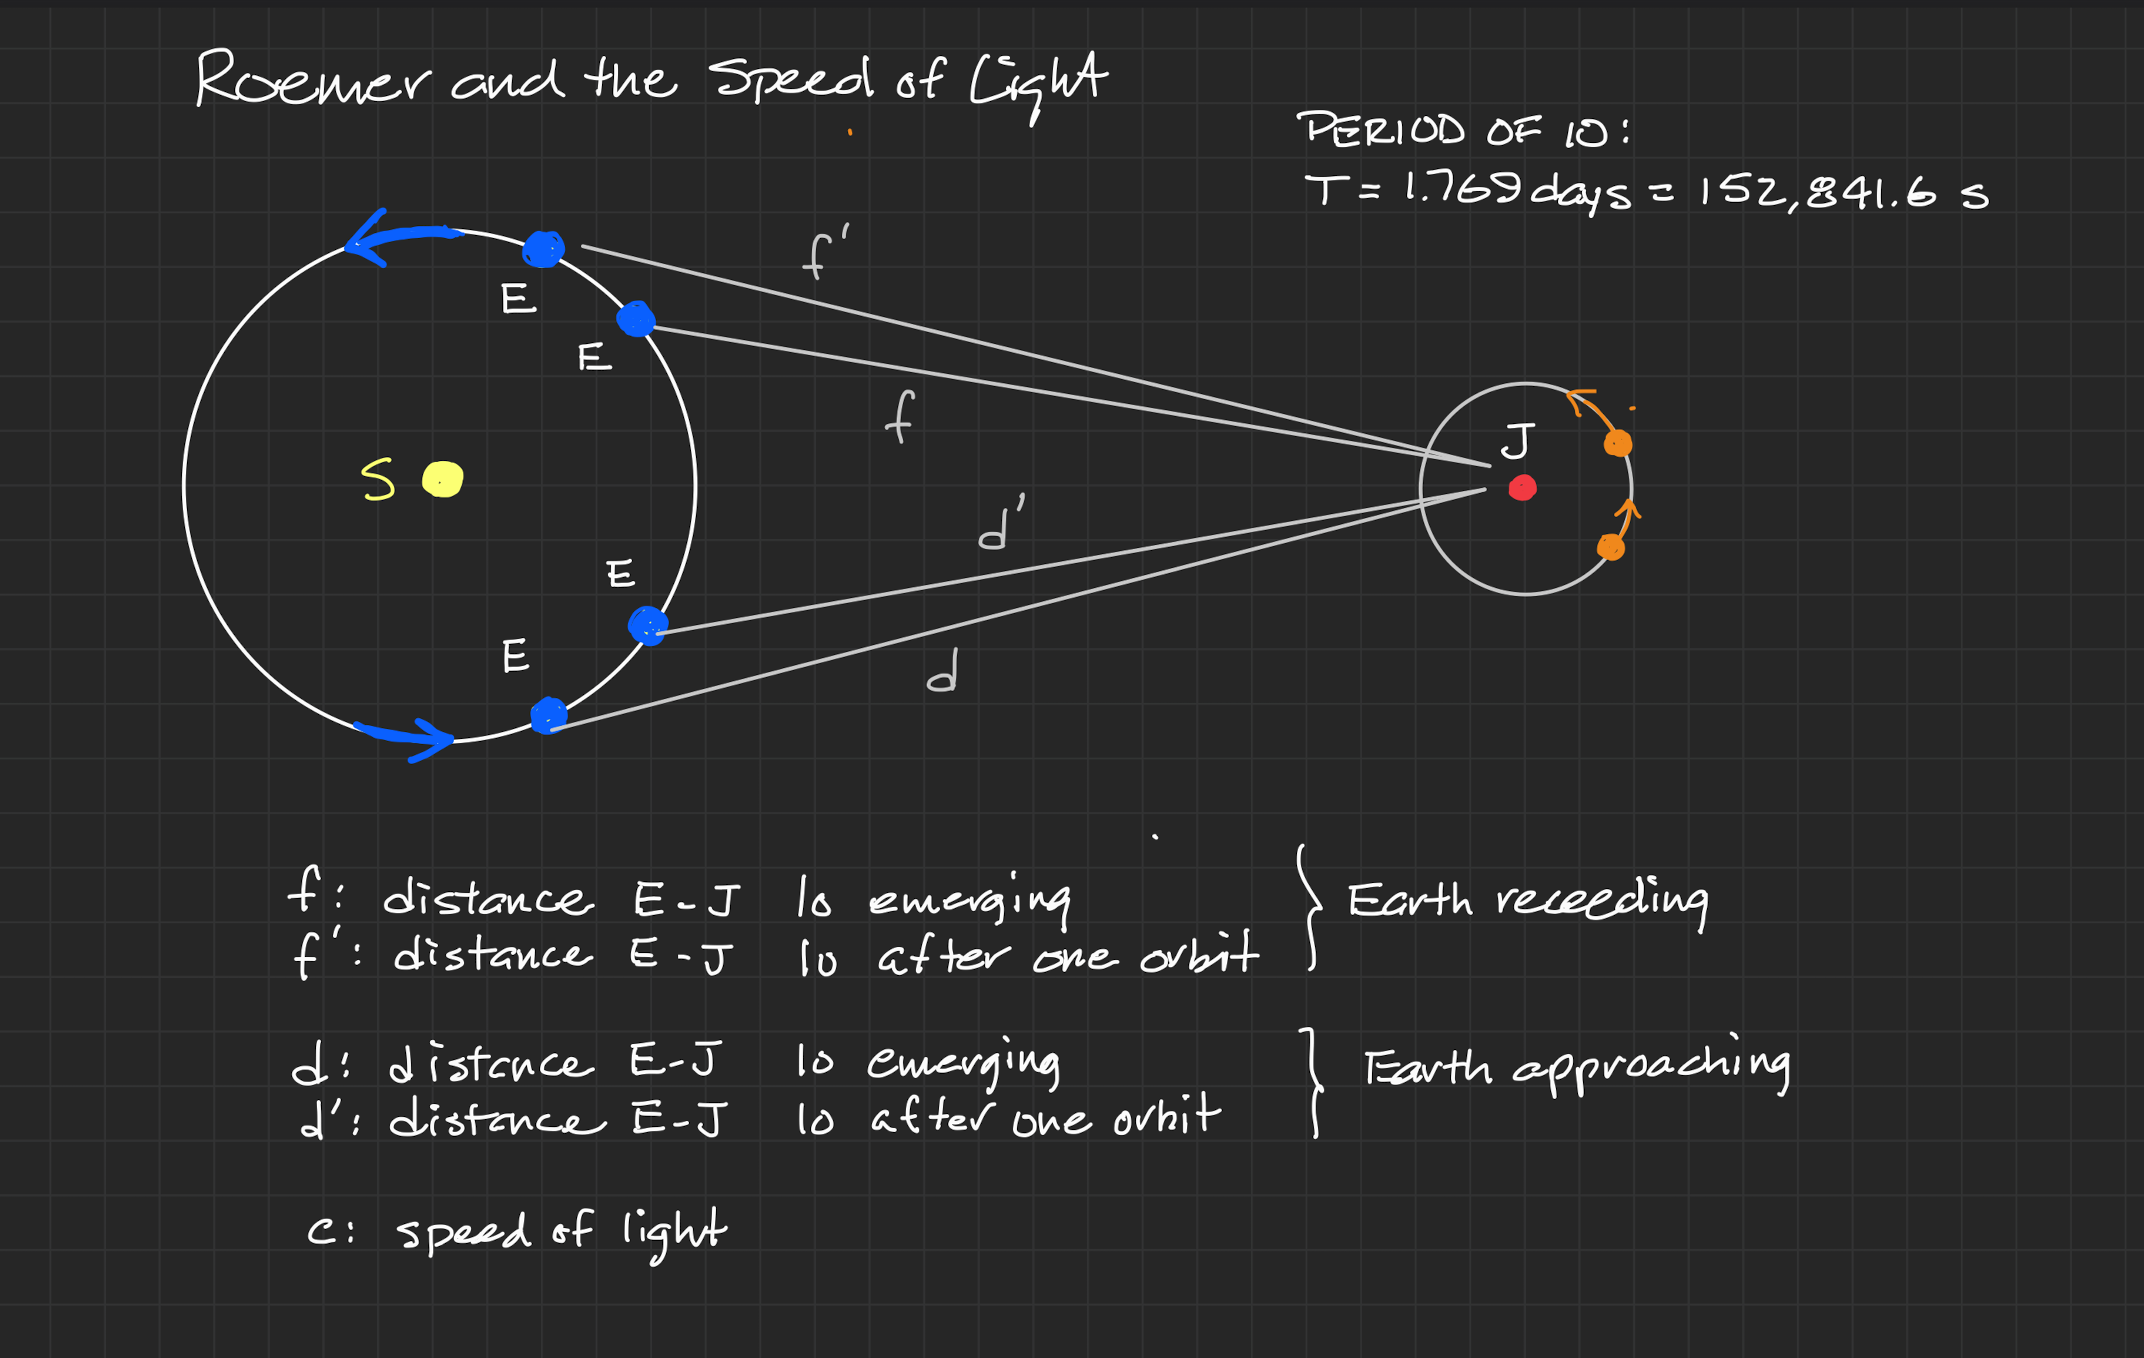 Roemer and the Speed of Light
PERIOD OF IO:
T = 1.769 days = 152,841.6 s
f'
E
E
f
J
S
d'
E
E
d
f: distance E-J Io emerging
f': distance E-J Io after one orbit
Earth receeding
d: distance E-J Io emerging
d': distance E-J Io after one orbit
Earth approaching
c: speed of light